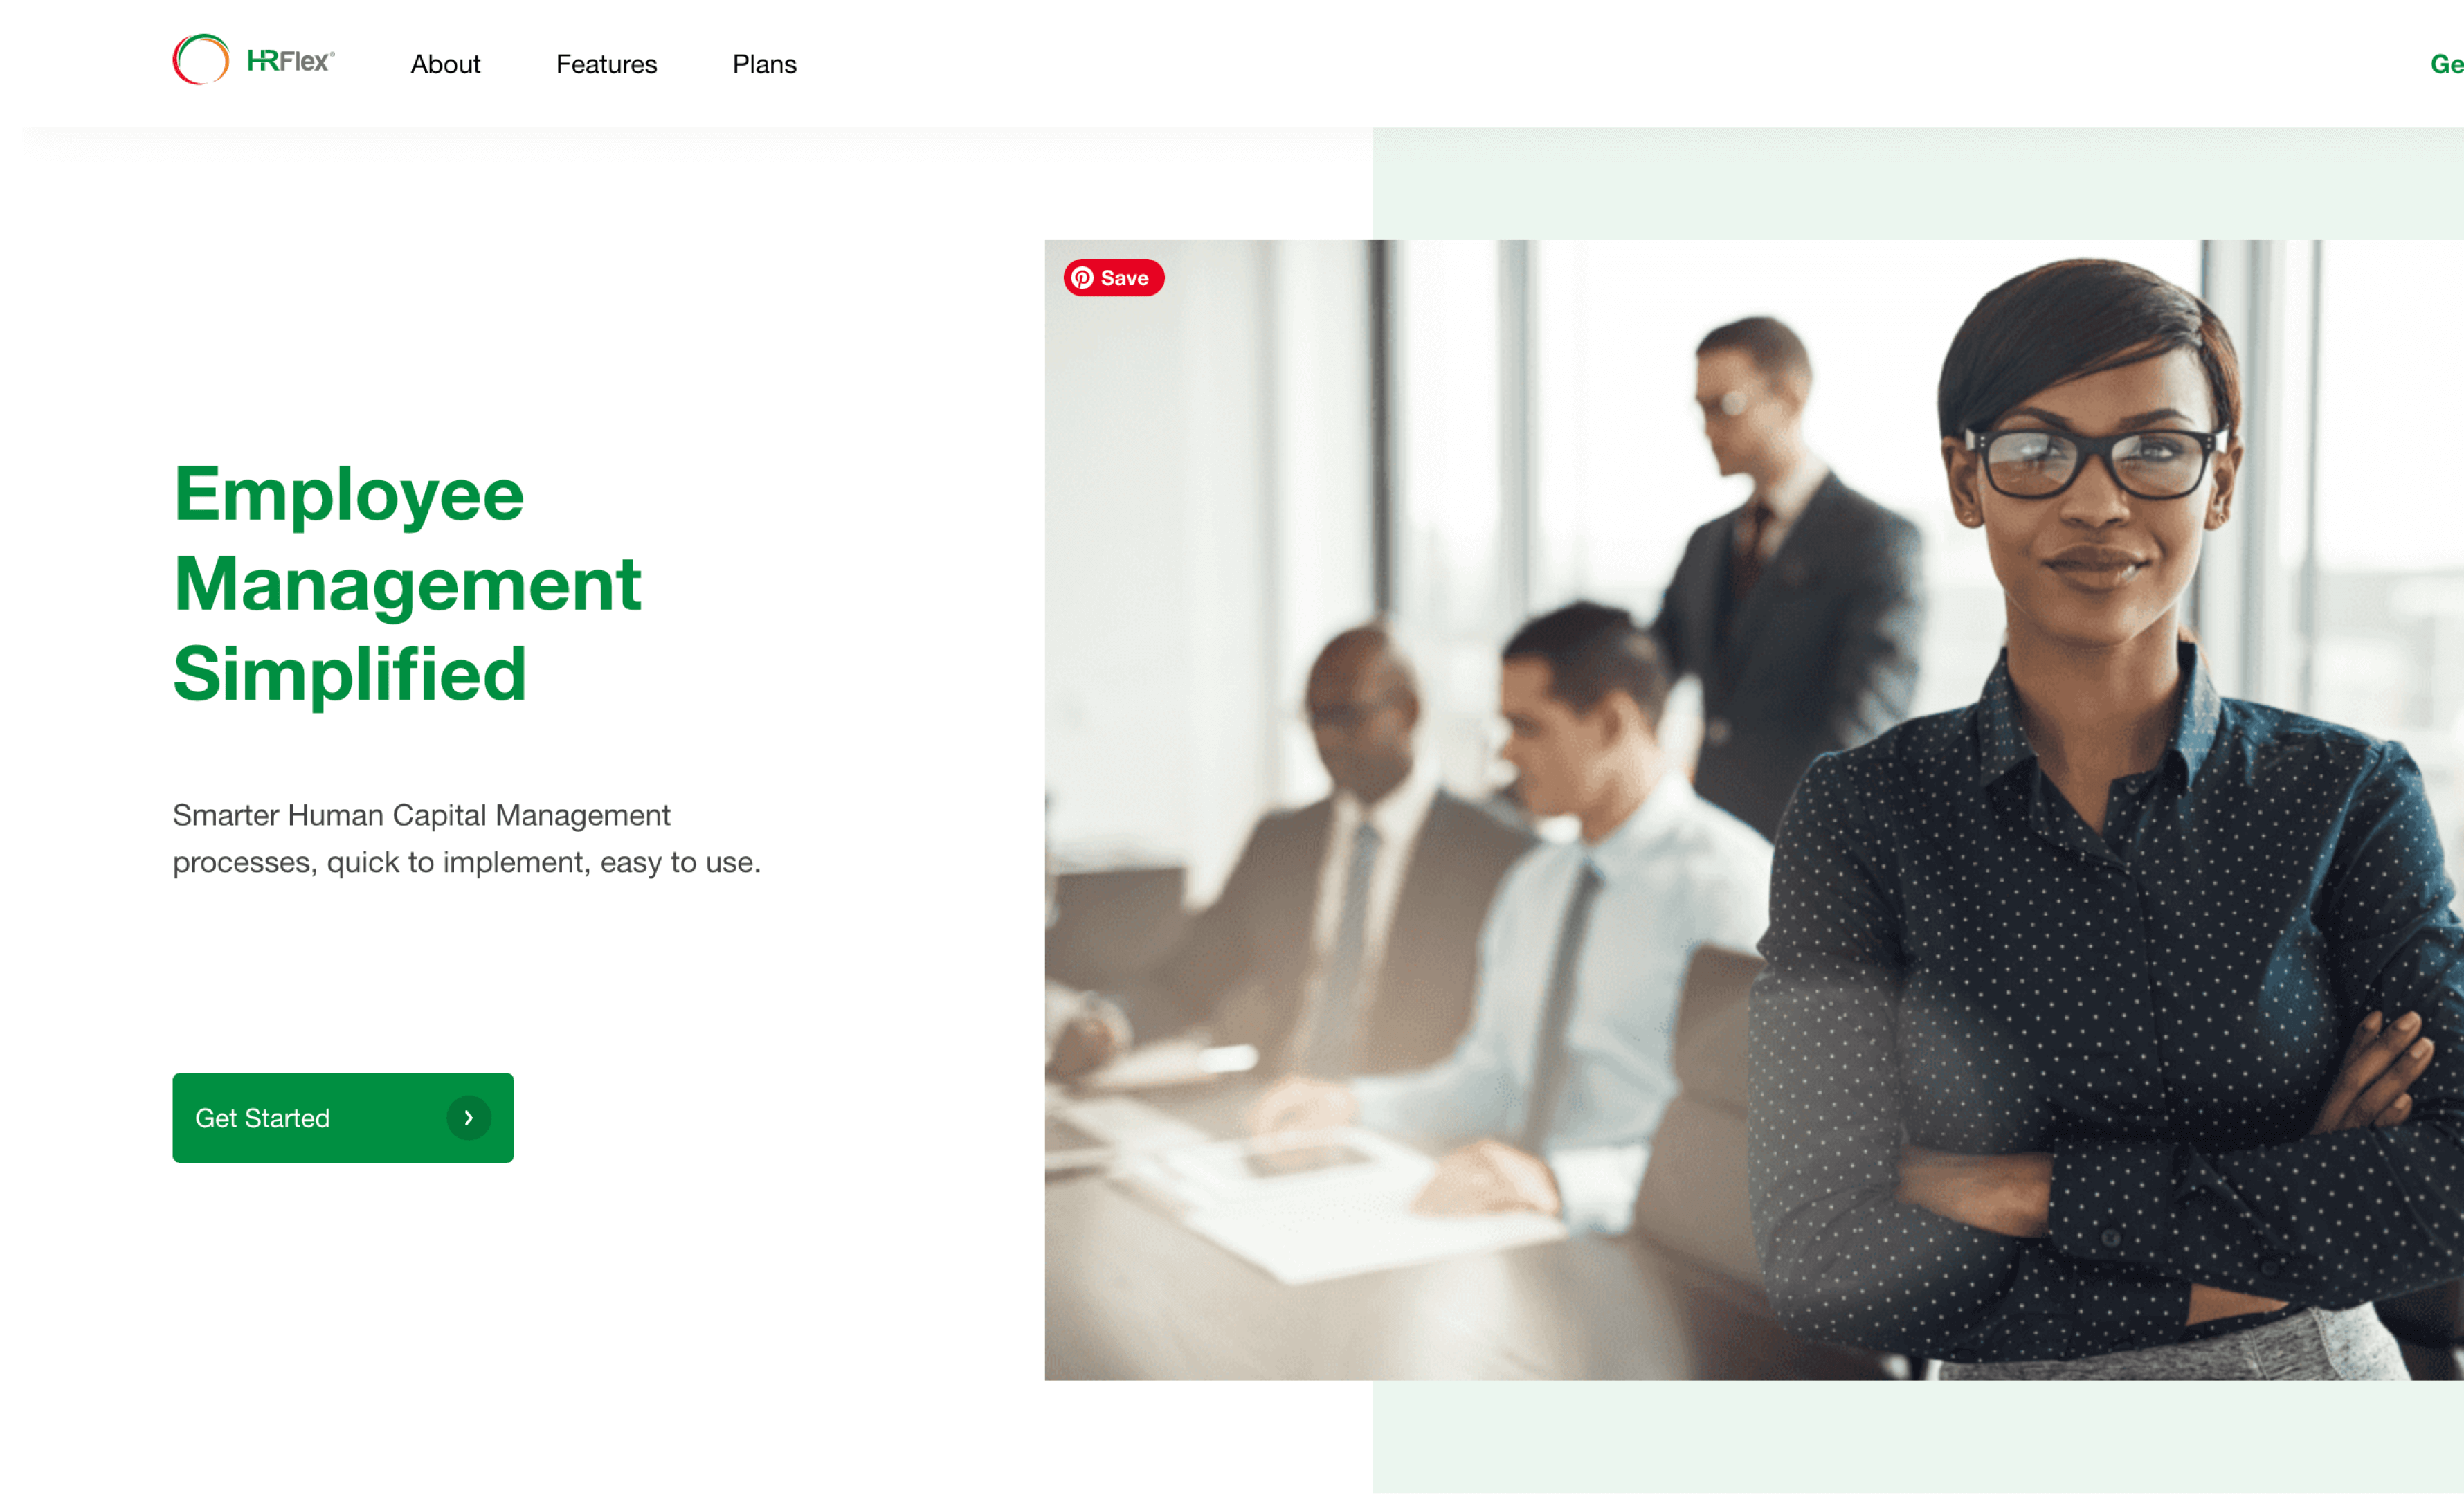 HRFlex®
About
Features
Plans
Ge
Save
Employee
Management
Simplified
Smarter Human Capital Management
processes, quick to implement, easy to use.
Get Started